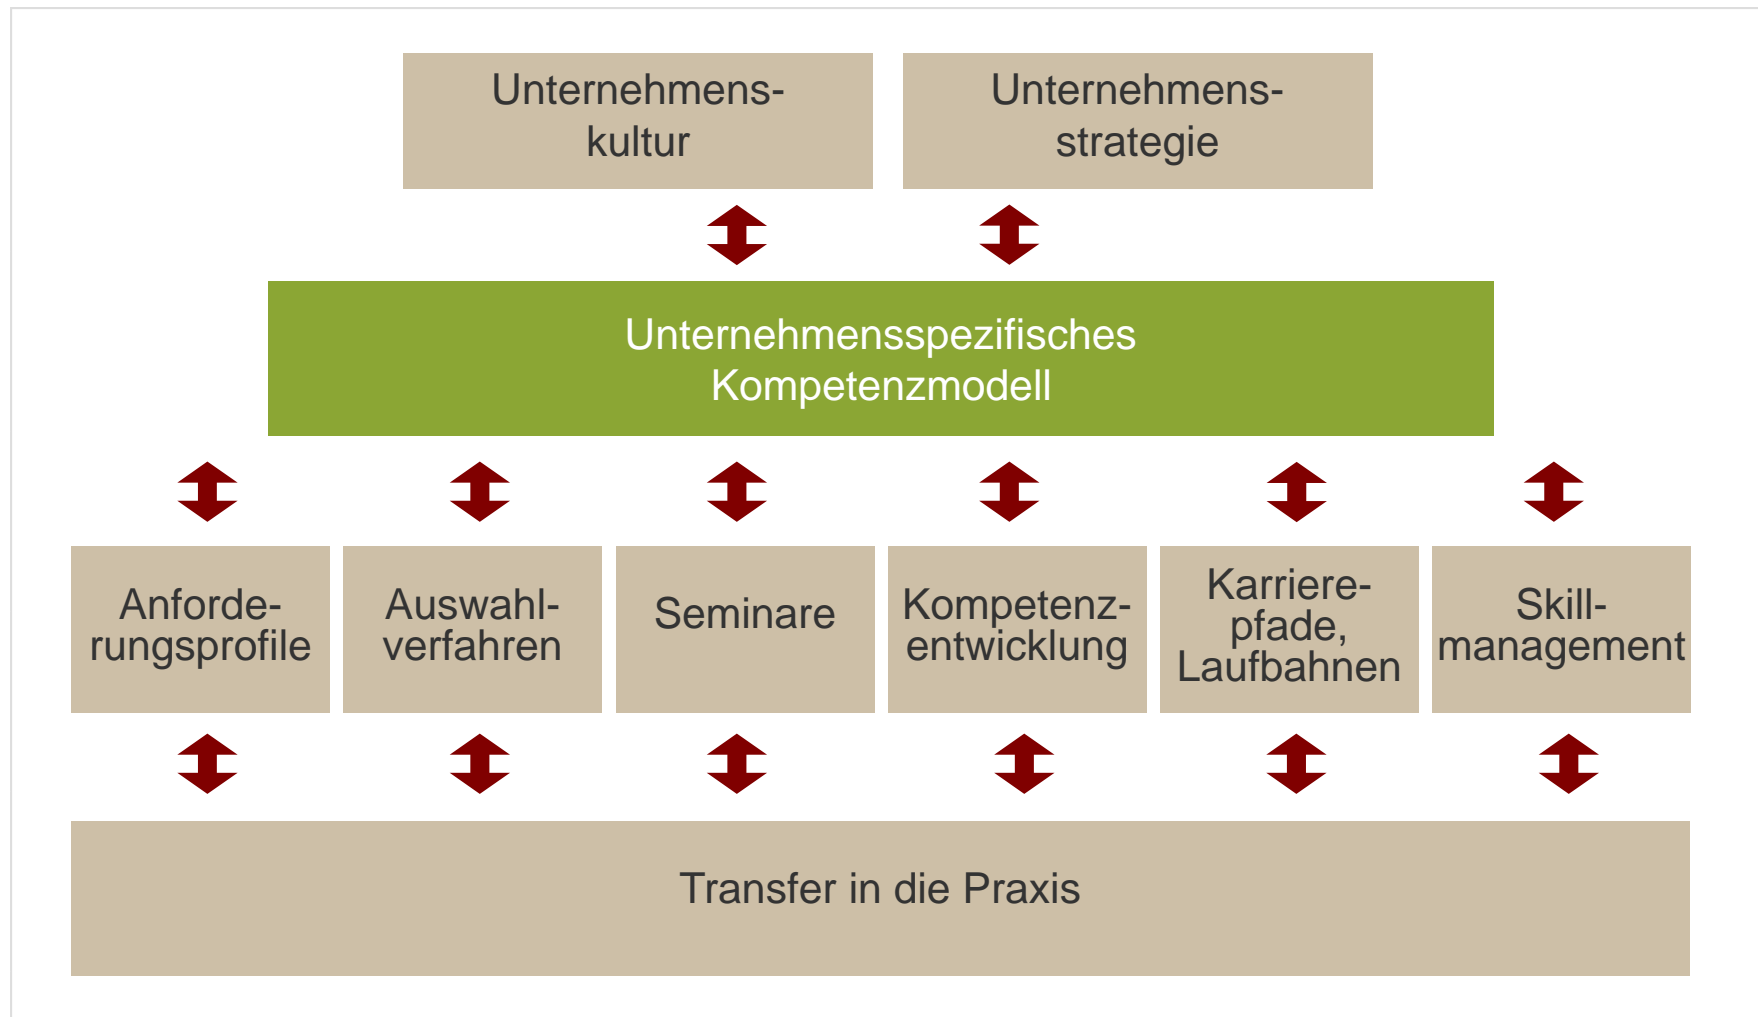 Unternehmens-
kultur
Unternehmens-
strategie
Unternehmensspezifisches
Kompetenzmodell
Anforde-
rungsprofile
Auswahl-
verfahren
Seminare
Kompetenz-
entwicklung
Karriere-
pfade,
Laufbahnen
Skill-
management
Transfer in die Praxis